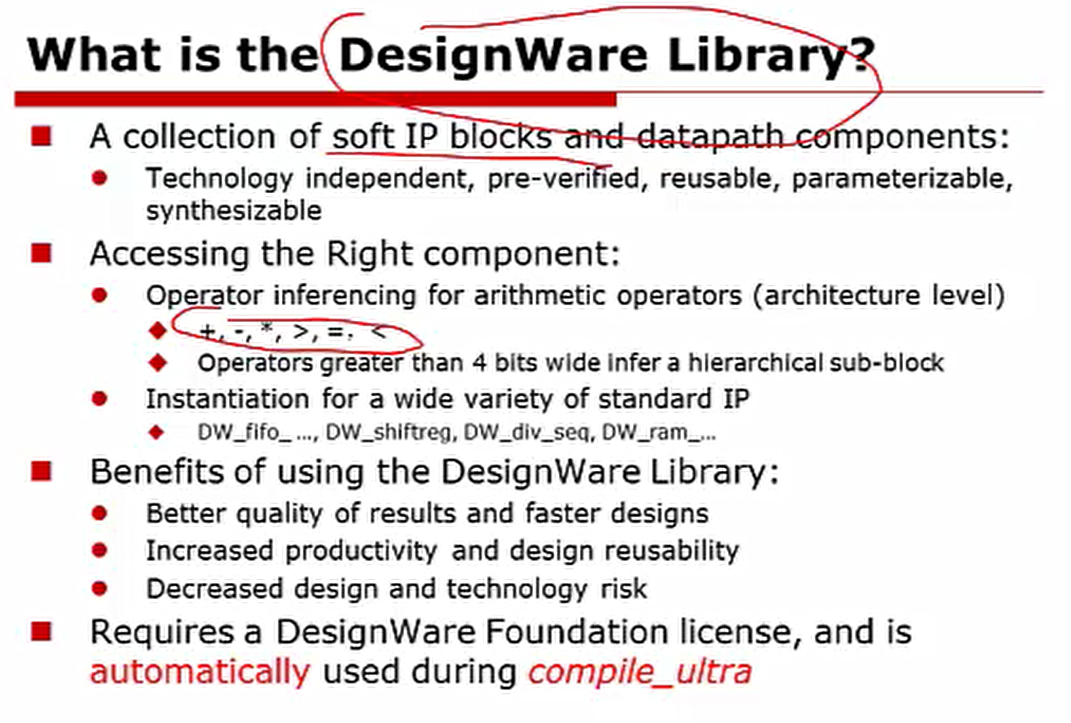 What is the DesignWare Library?
A collection of soft IP blocks and datapath components:
Technology independent, pre-verified, reusable, parameterizable,
synthesizable
Accessing the Right component:
Operator inferencing for arithmetic operators (architecture level)
+, -, *, >, =, <
Operators greater than 4 bits wide infer a hierarchical sub-block
Instantiation for a wide variety of standard IP
DW_fifo_ …, DW_shiftreg, DW_div_seq, DW_ram_…
Benefits of using the DesignWare Library:
Better quality of results and faster designs
Increased productivity and design reusability
Decreased design and technology risk
Requires a DesignWare Foundation license, and is
automatically used during compile_ultra